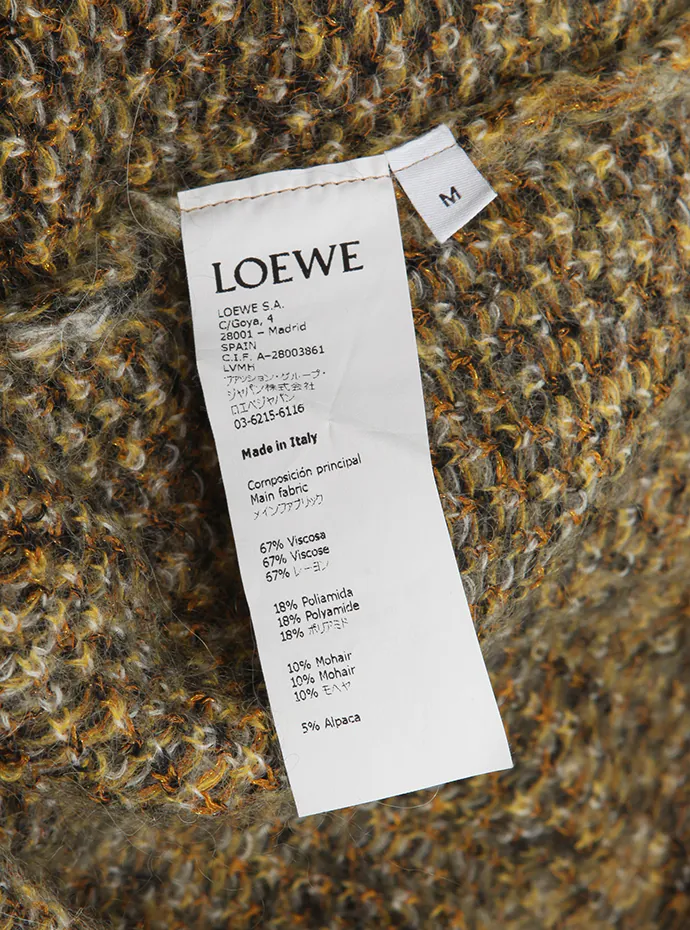 M
LOEWE
LOEWE S.A.
C/Goya, 4
28001 – Madrid
SPAIN
C.I.F. A–28003861
LVMH
ファッション・グループ・
ジャパン株式会社
ロエベジャパン
03-6215-6116
Made in Italy
Composición principal
Main fabric
メインファブリック
67% Viscosa
67% Viscose
67% レーヨン
18% Poliamida
18% Polyamide
18% ポリアミド
10% Mohair
10% Mohair
10% モヘヤ
5% Alpaca